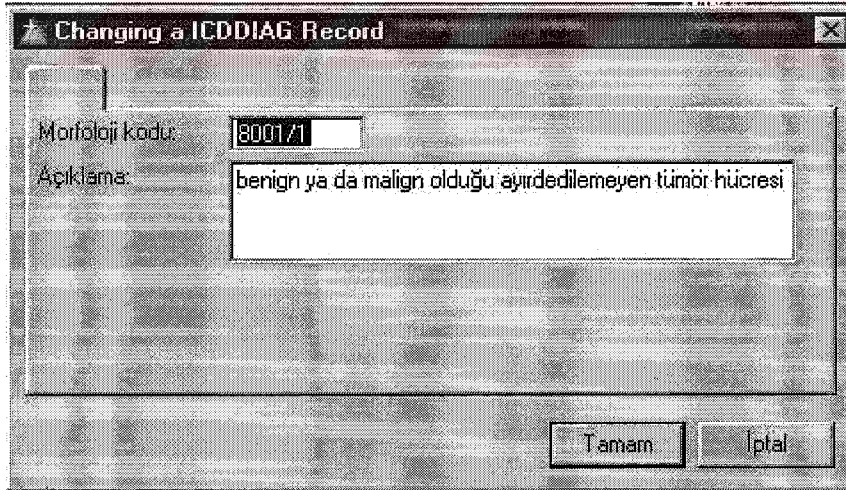 Changing a ICDDIAG Record
Morfoloji kodu: 8001/1
Açıklama: benign ya da malign olduğu ayırdedilemeyen tümör hücresi
Tamam İptal